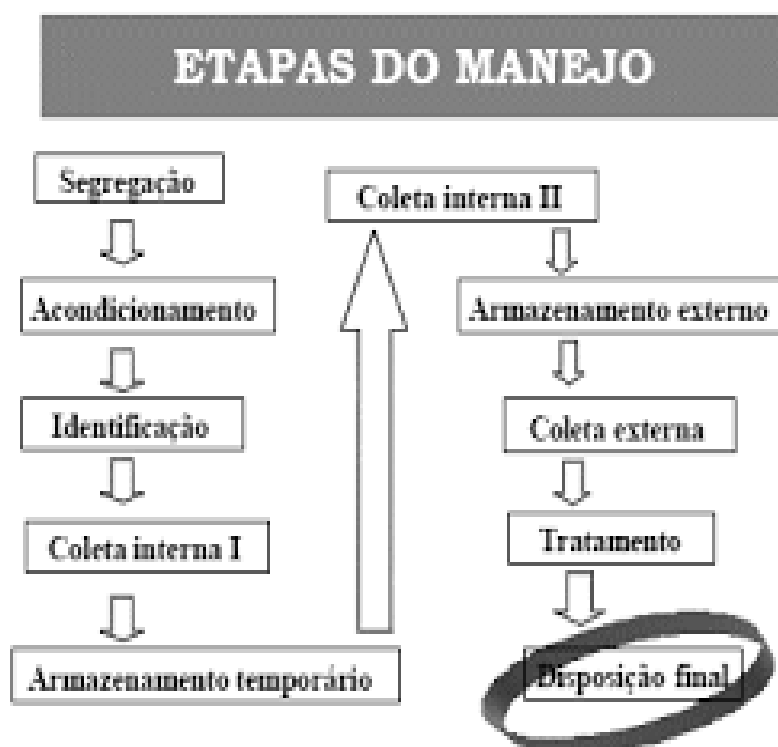 ETAPAS DO MANEJO
Segregação
Acondicionamento
Identificação
Coleta interna I
Armazenamento temporário
Coleta interna II
Armazenamento externo
Coleta externa
Tratamento
Disposição final